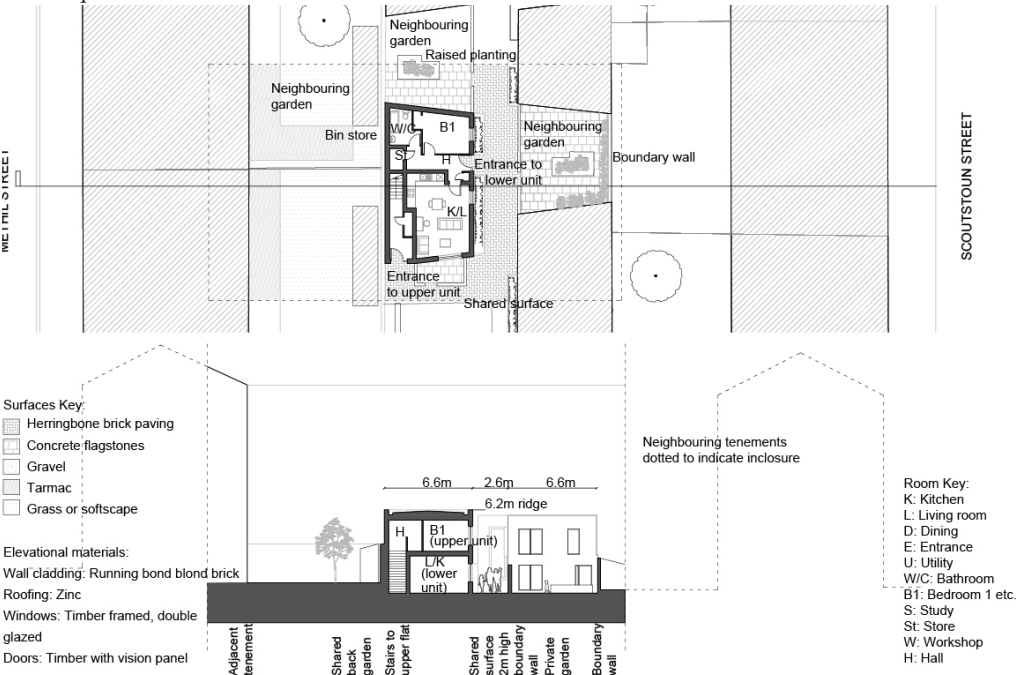 Neighbouring
garden
Raised planting
Neighbouring
garden
Bin store
W/C
B1
St
H
K/L
Neighbouring
garden
Entrance to
lower unit
Boundary wall
Entrance
to upper unit
Shared surface
METHIL STREET
SCOUTSTOUN STREET
Surfaces Key:
Herringbone brick paving
Concrete flagstones
Gravel
Tarmac
Grass or softscape
Elevational materials:
Wall cladding: Running bond blond brick
Roofing: Zinc
Windows: Timber framed, double
glazed
Doors: Timber with vision panel
6.6m
2.6m
6.6m
6.2m ridge
H
B1
(upper unit)
L/K
(lower
unit)
Neighbouring tenements
dotted to indicate inclosure
Adjacent
tenement
Shared
back
garden
Stairs to
upper flat
Shared
surface
2m high
boundary
wall
Private
garden
Boundary
wall
Room Key:
K: Kitchen
L: Living room
D: Dining
E: Entrance
U: Utility
W/C: Bathroom
B1: Bedroom 1 etc.
S: Study
St: Store
W: Workshop
H: Hall